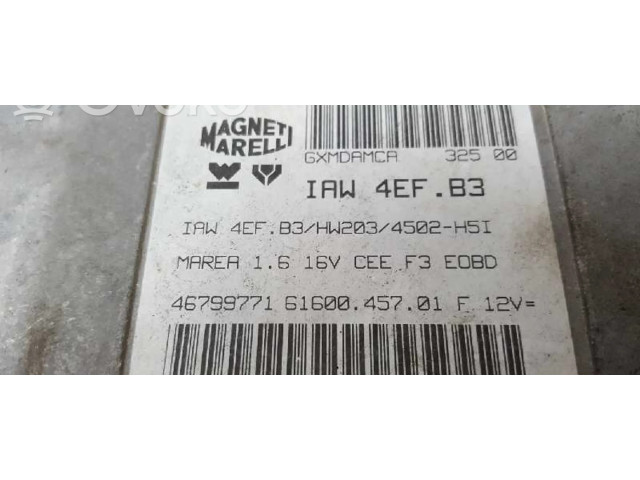 MAGNETI
MARELLI
GXMDAMCA 325 00
IAW 4EF.B3
IAW 4EF.B3/HW203/4502-H5I
MAREA 1.6 16V CEE F3 EOBD
46799771 61600.457.01 F 12V=